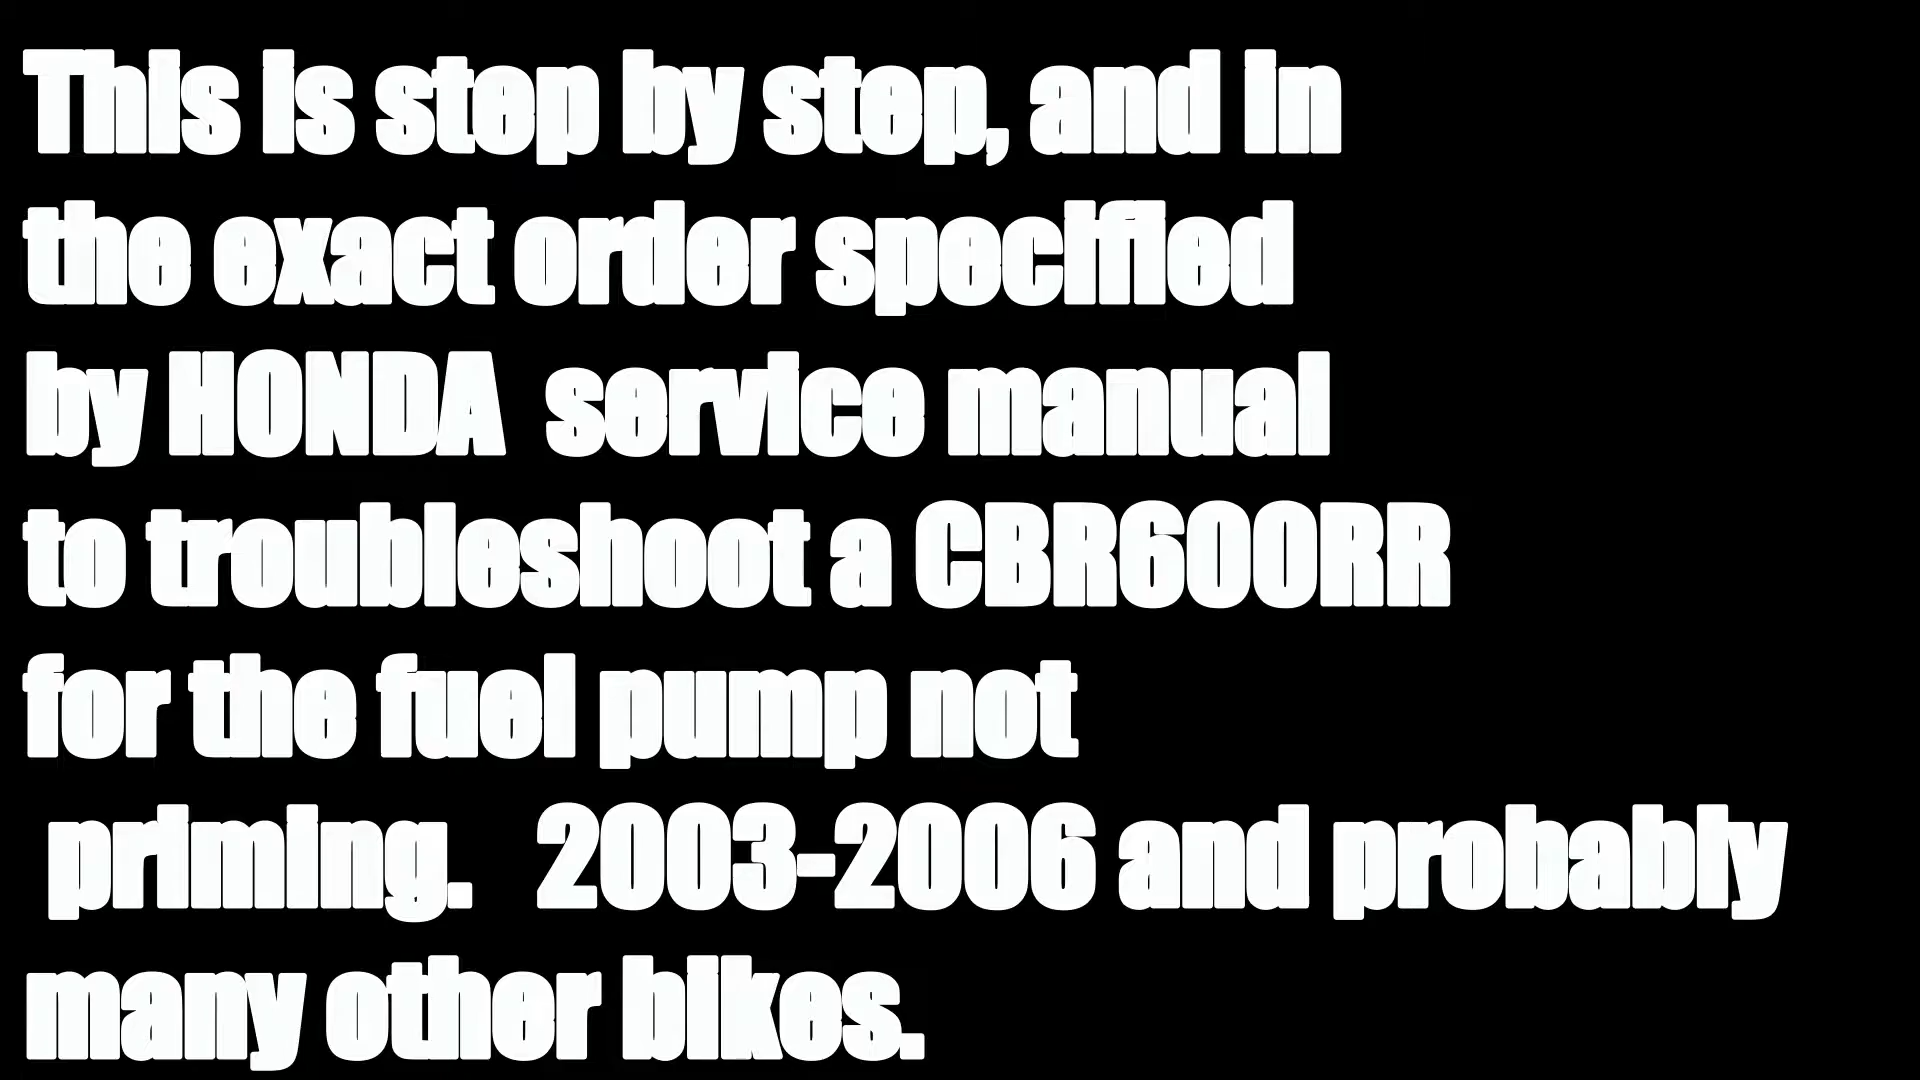 This is step by step, and in
the exact order specified
by HONDA service manual
to troubleshoot a CBR600RR
for the fuel pump not
priming. 2003-2006 and probably
many other bikes.